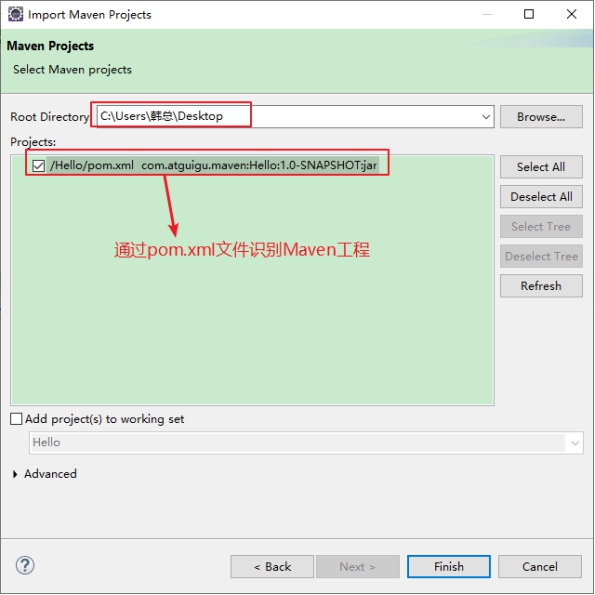 Import Maven Projects
Maven Projects
Select Maven projects
Root Directory C:\Users\韩总\Desktop Browse...
Projects:
/Hello/pom.xml com.atguigu.maven:Hello:1.0-SNAPSHOT:jar
Select All
Deselect All
Select Tree
通过pom.xml文件识别Maven工程
Deselect Tree
Refresh
Add project(s) to working set
Hello
Advanced
? < Back Next > Finish Cancel